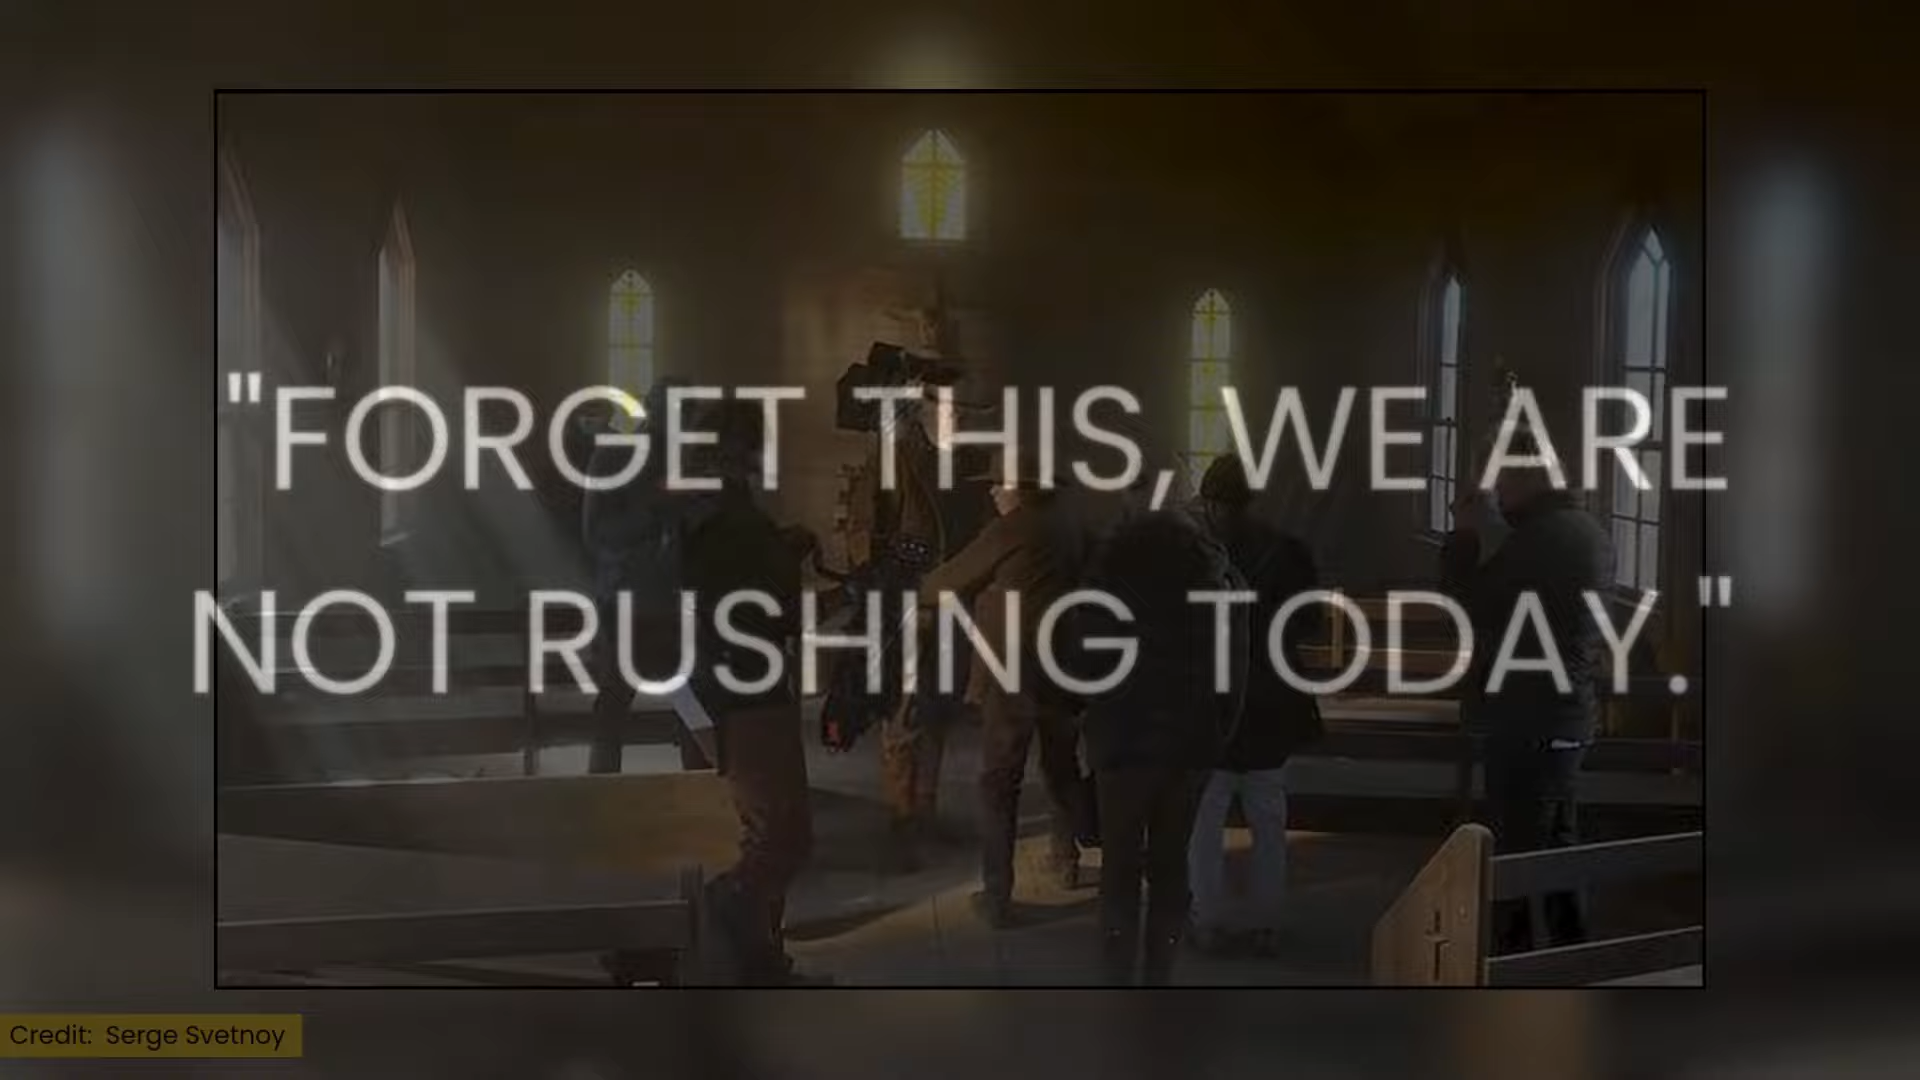 "FORGET THIS, WE ARE
NOT RUSHING TODAY."
Credit: Serge Svetnoy